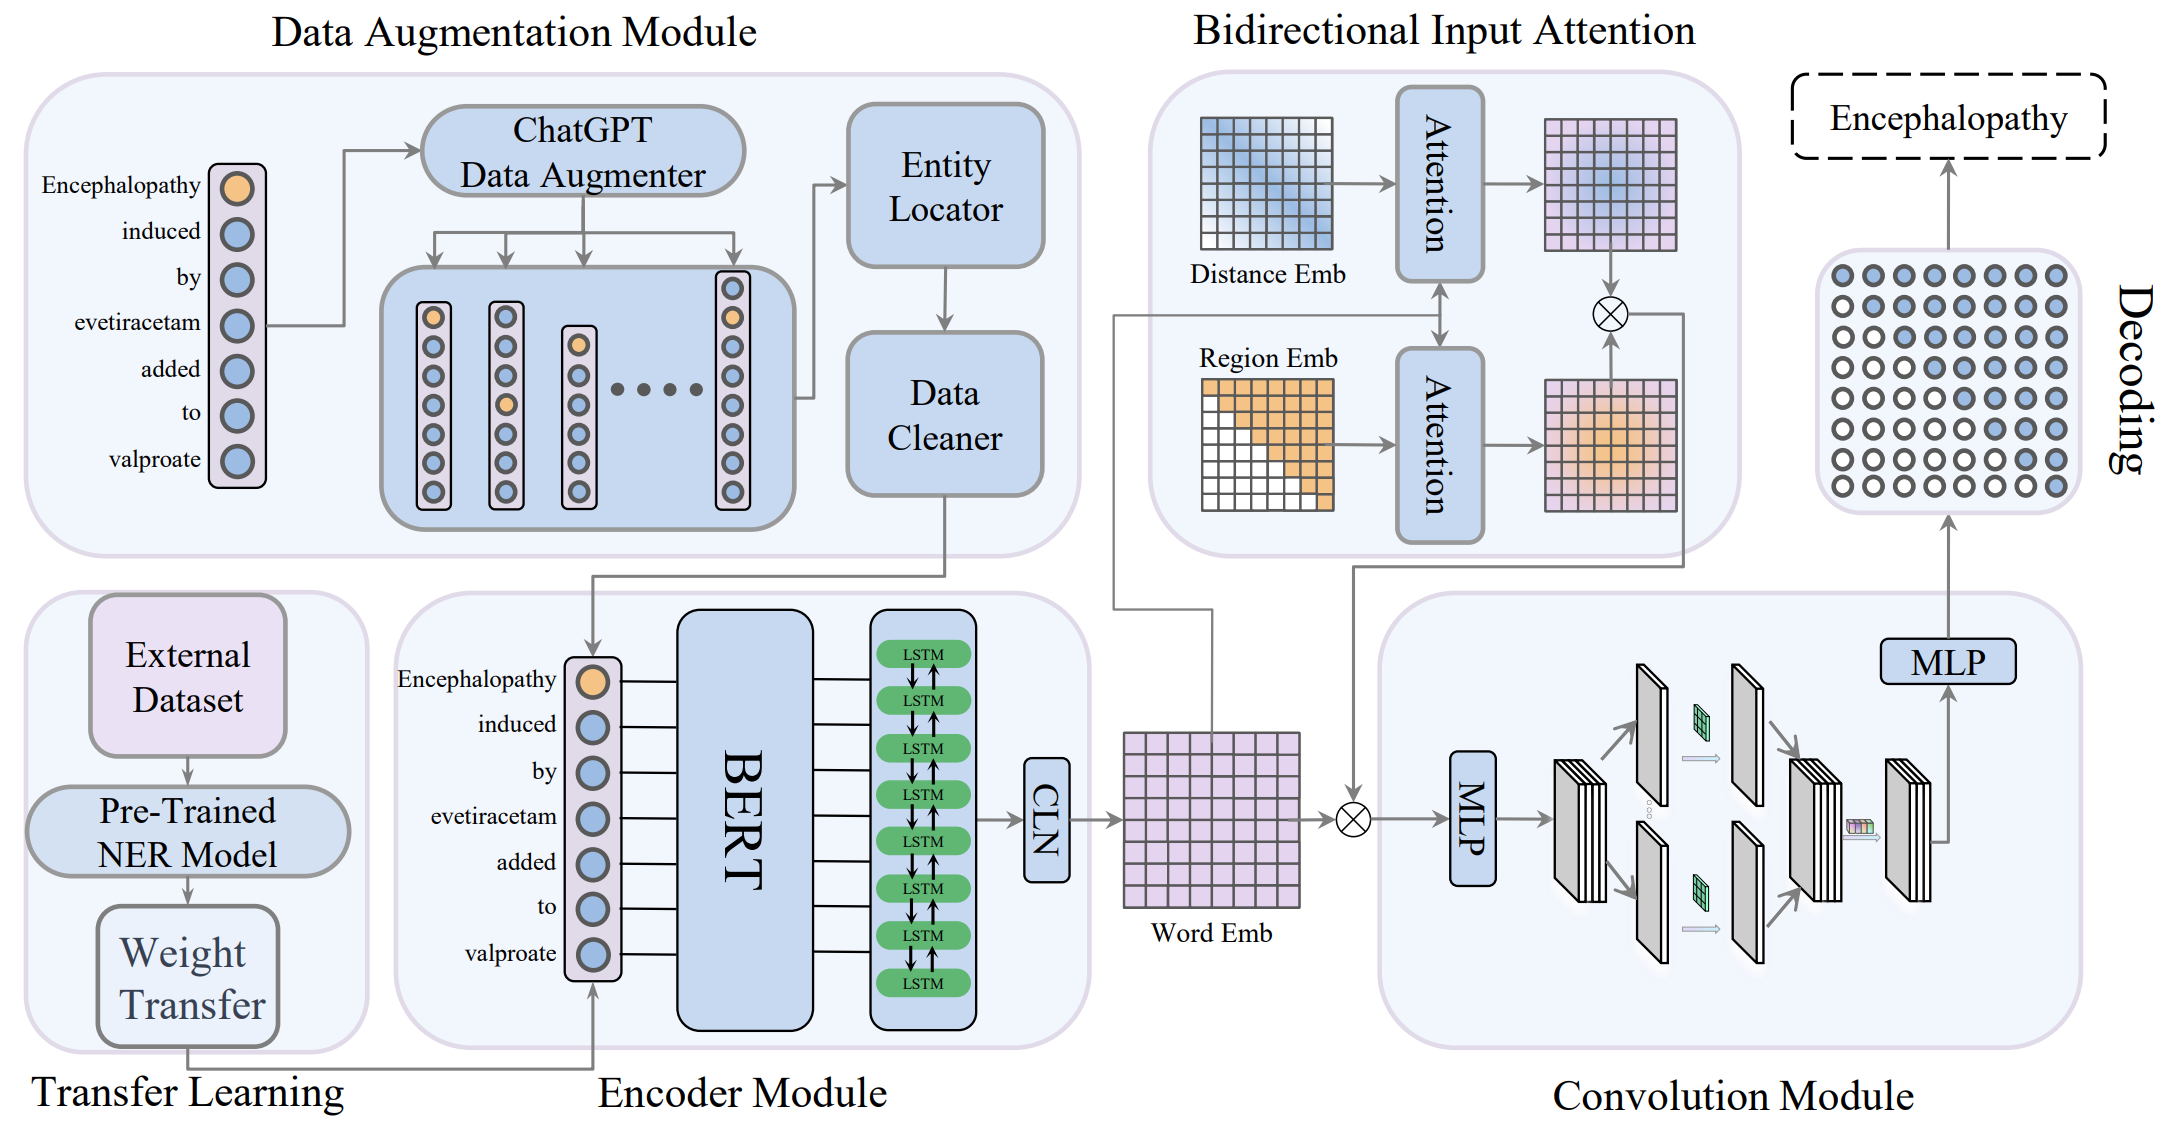 Data Augmentation Module
Encephalopathy
induced
by
evetiracetam
added
to
valproate
ChatGPT
Data Augmenter
Entity
Locator
Data
Cleaner
Bidirectional Input Attention
Distance Emb
Attention
Region Emb
Attention
Encephalopathy
Decoding
External
Dataset
Pre-Trained
NER Model
Weight
Transfer
Transfer Learning
Encephalopathy
induced
by
evetiracetam
added
to
valproate
BERT
LSTM
LSTM
LSTM
LSTM
LSTM
LSTM
LSTM
LSTM
CLN
Encoder Module
Word Emb
MLP
MLP
Convolution Module